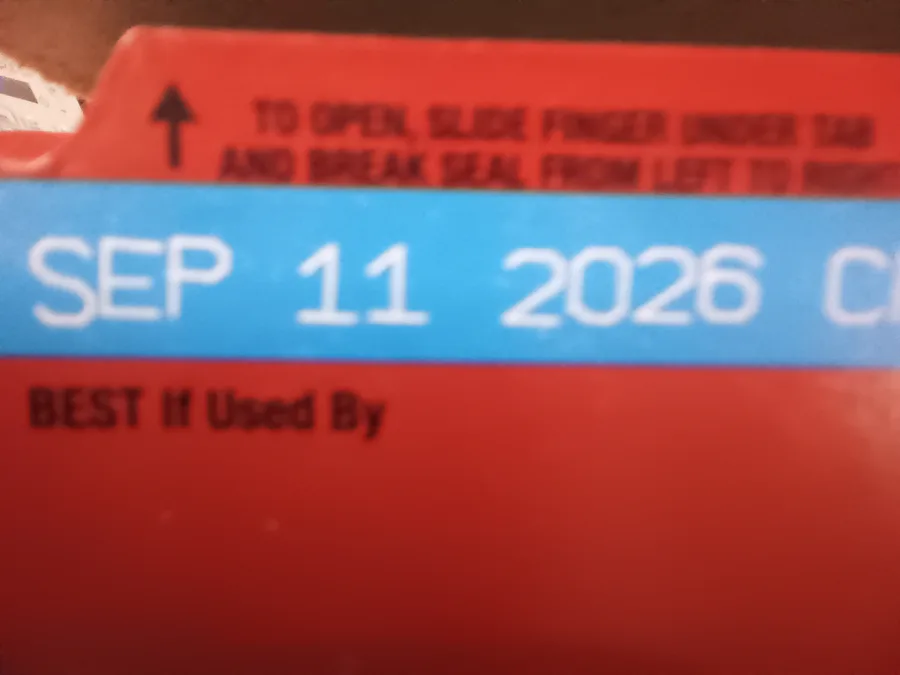 TO OPEN, SLIDE FINGER UNDER TAB
AND BREAK SEAL FROM LEFT TO
SEP 11 2026
BEST If Used By